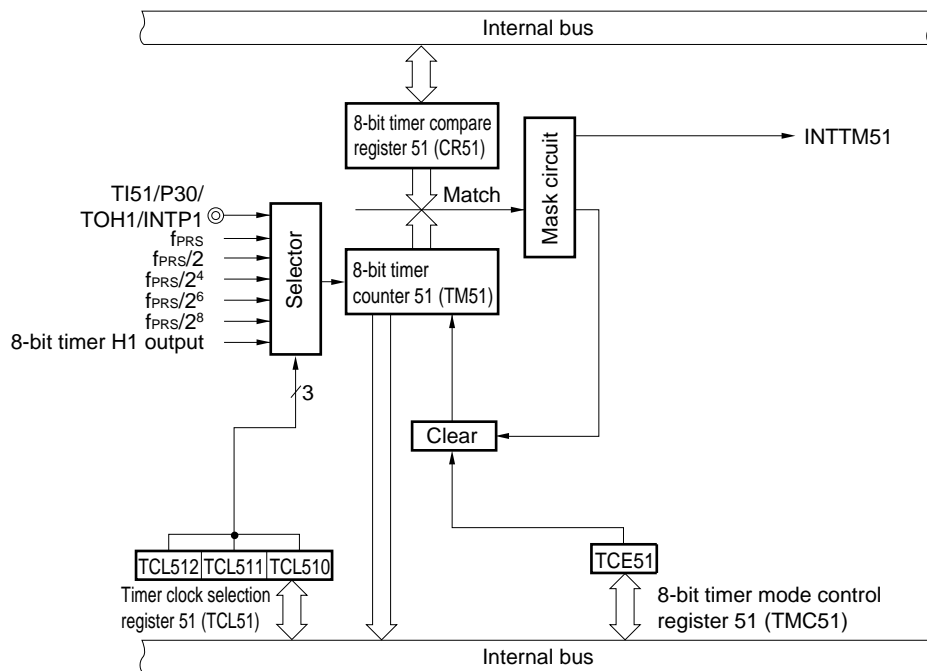 Internal bus
8-bit timer compare
register 51 (CR51)
Match
Mask circuit
INTTM51
TI51/P30/
TOH1/INTP1
fPRS
fPRS/2
fPRS/2⁴
fPRS/2⁶
fPRS/2⁸
8-bit timer H1 output
Selector
8-bit timer
counter 51 (TM51)
3
Clear
TCL512 TCL511 TCL510
Timer clock selection
register 51 (TCL51)
TCE51
8-bit timer mode control
register 51 (TMC51)
Internal bus